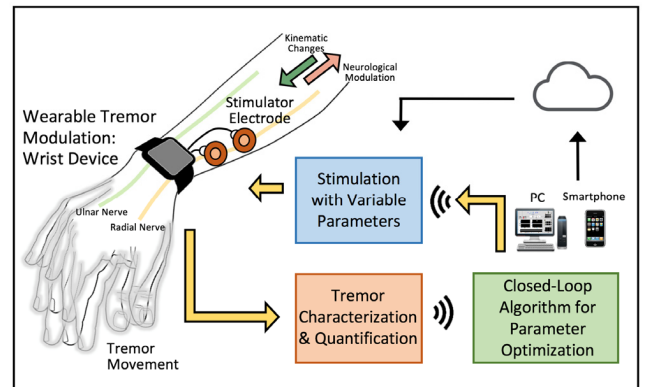 Kinematic
Changes
Neurological
Modulation
Stimulator
Electrode
Wearable Tremor
Modulation:
Wrist Device
Ulnar Nerve
Radial Nerve
Stimulation
with Variable
Parameters
PC
Smartphone
Tremor
Characterization
& Quantification
Closed-Loop
Algorithm for
Parameter
Optimization
Tremor
Movement